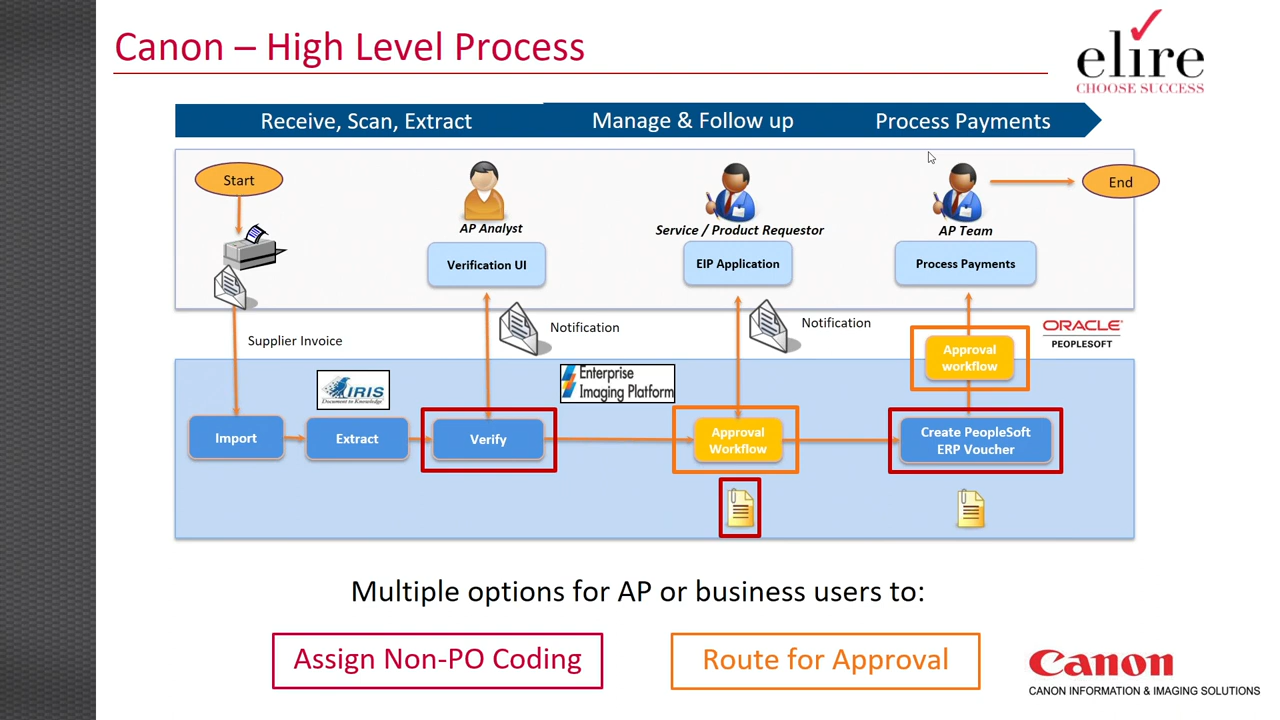 Canon – High Level Process
elire
CHOOSE SUCCESS
Receive, Scan, Extract
Manage & Follow up
Process Payments
Start
End
AP Analyst
Service / Product Requestor
AP Team
Verification UI
EIP Application
Process Payments
Supplier Invoice
Notification
Notification
ORACLE
PEOPLESOFT
Approval
workflow
IRIS
Document to Knowledge
Enterprise
Imaging Platform
Import
Extract
Verify
Approval
Workflow
Create PeopleSoft
ERP Voucher
Multiple options for AP or business users to:
Assign Non-PO Coding
Route for Approval
Canon
CANON INFORMATION & IMAGING SOLUTIONS